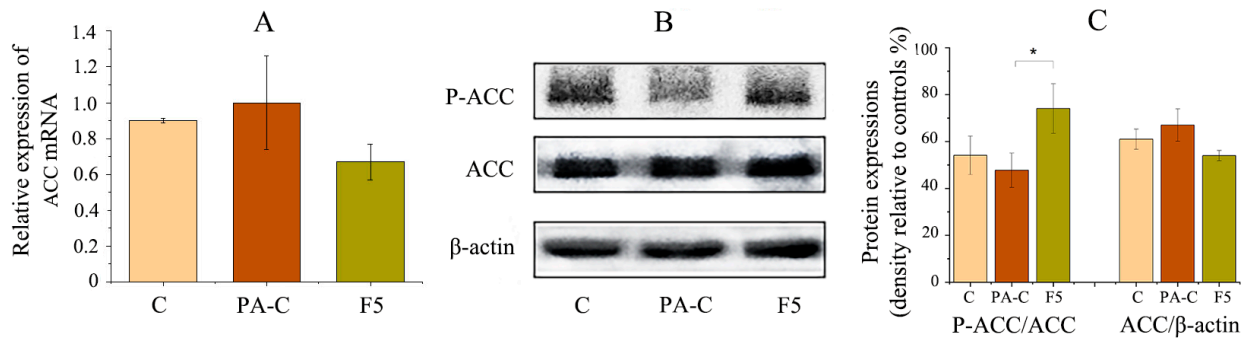 A
Relative expression of
ACC mRNA
1.4
1.2
1.0
0.8
0.6
0.4
0.2
0
C
PA-C
F5
B
P-ACC
ACC
β-actin
C
PA-C
F5
C
Protein expressions
(density relative to controls %)
100
80
60
40
20
0
*
C
PA-C
F5
C
PA-C
F5
P-ACC/ACC
ACC/β-actin